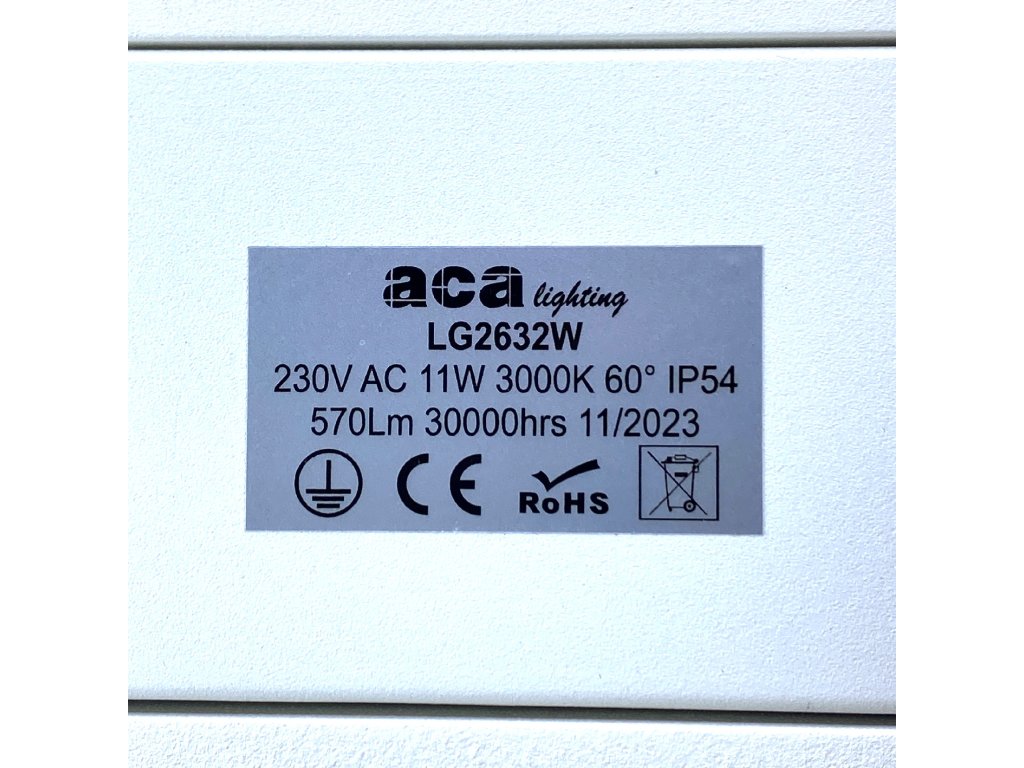 aca lighting
LG2632W
230V AC 11W 3000K 60° IP54
570Lm 30000hrs 11/2023
CE RoHS